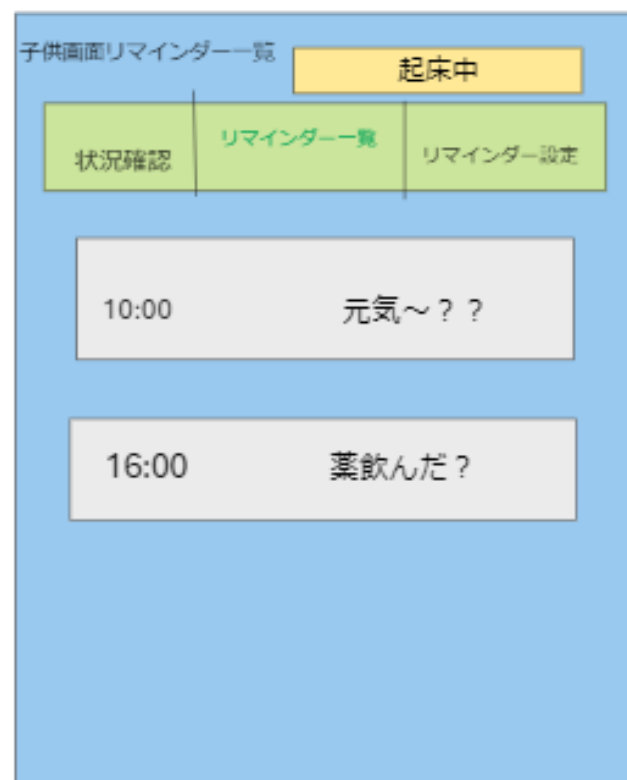 子供画面リマインダー一覧
起床中
状況確認
リマインダー一覧
リマインダー設定
10:00 元気～？？
16:00 薬飲んだ？